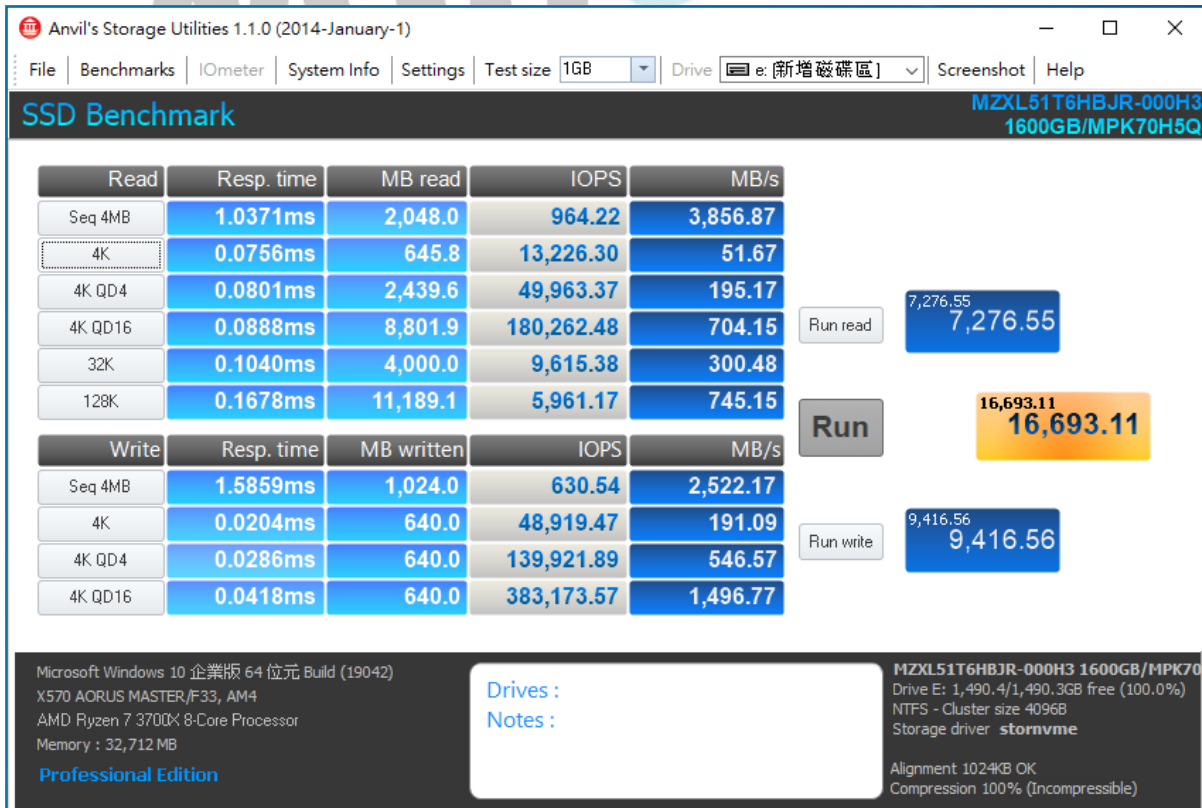 Anvil's Storage Utilities 1.1.0 (2014-January-1)
File Benchmarks IOmeter System Info Settings Test size 1GB Drive e: [新增磁碟區] Screenshot Help
SSD Benchmark
MZXL51T6HBJR-000H3
1600GB/MPK70H5Q
Read Resp. time MB read IOPS MB/s
Seq 4MB 1.0371ms 2,048.0 964.22 3,856.87
4K 0.0756ms 645.8 13,226.30 51.67
4K QD4 0.0801ms 2,439.6 49,963.37 195.17
4K QD16 0.0888ms 8,801.9 180,262.48 704.15
32K 0.1040ms 4,000.0 9,615.38 300.48
128K 0.1678ms 11,189.1 5,961.17 745.15
Run read
7,276.55
7,276.55
Run
16,693.11
16,693.11
Write Resp. time MB written IOPS MB/s
Seq 4MB 1.5859ms 1,024.0 630.54 2,522.17
4K 0.0204ms 640.0 48,919.47 191.09
4K QD4 0.0286ms 640.0 139,921.89 546.57
4K QD16 0.0418ms 640.0 383,173.57 1,496.77
Run write
9,416.56
9,416.56
Microsoft Windows 10 企業版 64 位元 Build (19042)
X570 AORUS MASTER/F33, AM4
AMD Ryzen 7 3700X 8-Core Processor
Memory : 32,712 MB
Professional Edition
Drives :
Notes :
MZXL51T6HBJR-000H3 1600GB/MPK70
Drive E: 1,490.4/1,490.3GB free (100.0%)
NTFS - Cluster size 4096B
Storage driver stornvme
Alignment 1024KB OK
Compression 100% (Incompressible)